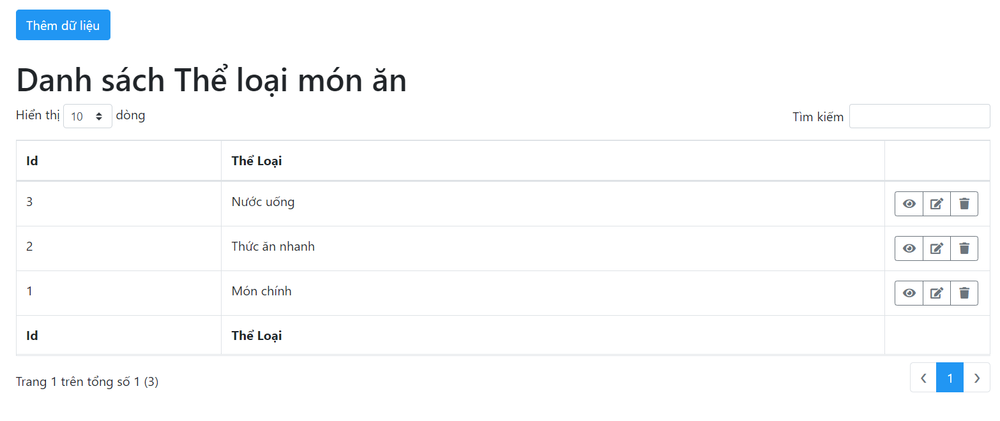 Thêm dữ liệu
Danh sách Thể loại món ăn
Hiển thị 10 dòng Tìm kiếm
Id Thể Loại
3 Nước uống
2 Thức ăn nhanh
1 Món chính
Id Thể Loại
Trang 1 trên tổng số 1 (3) ‹ 1 ›